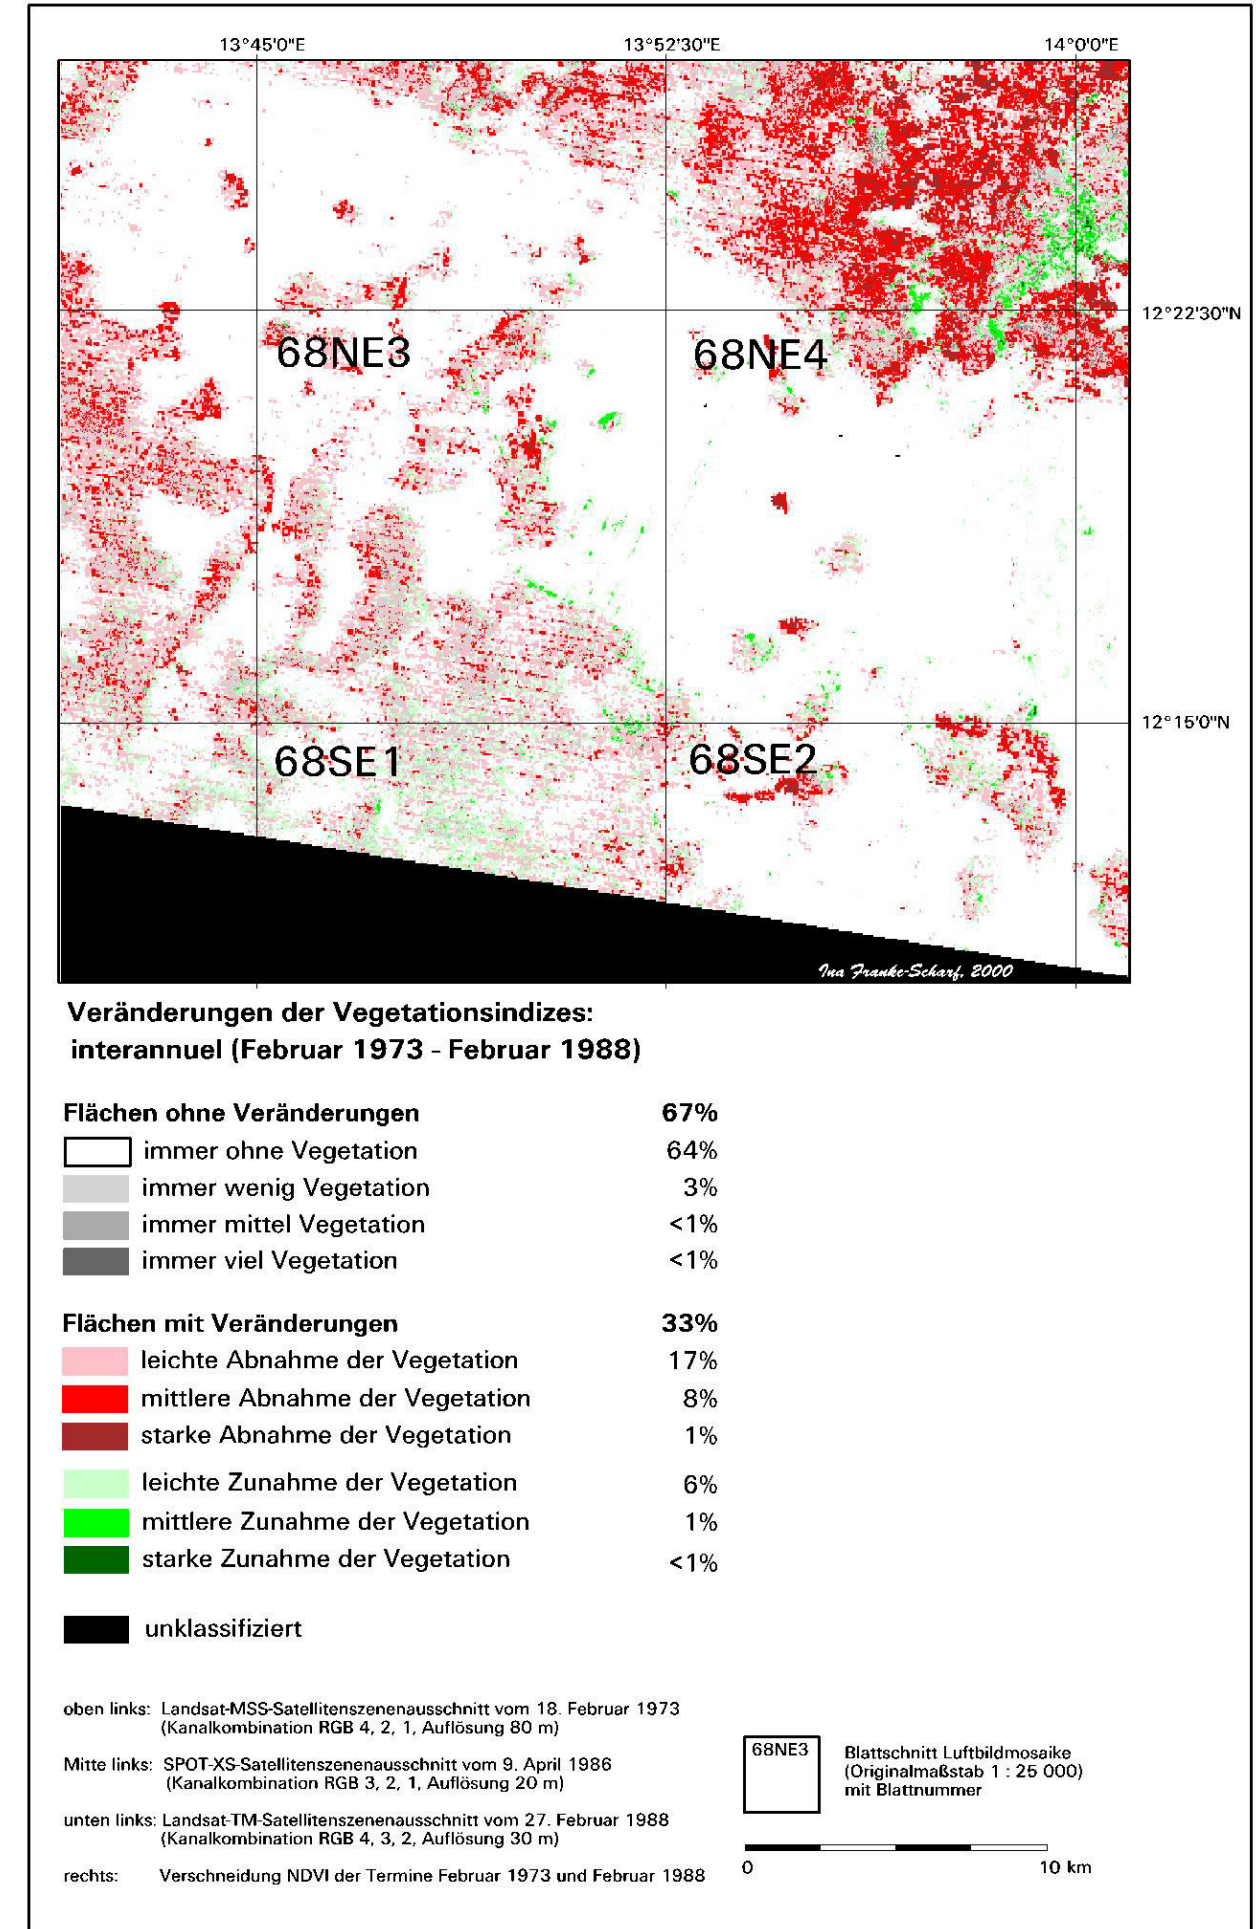 13°45'0"E 13°52'30"E 14°0'0"E
12°22'30"N
68NE3 68NE4
12°15'0"N
68SE1 68SE2
Ina Franke-Scharf, 2000
Veränderungen der Vegetationsindizes:
interannuel (Februar 1973 - Februar 1988)
Flächen ohne Veränderungen 67%
immer ohne Vegetation 64%
immer wenig Vegetation 3%
immer mittel Vegetation <1%
immer viel Vegetation <1%
Flächen mit Veränderungen 33%
leichte Abnahme der Vegetation 17%
mittlere Abnahme der Vegetation 8%
starke Abnahme der Vegetation 1%
leichte Zunahme der Vegetation 6%
mittlere Zunahme der Vegetation 1%
starke Zunahme der Vegetation <1%
unklassifiziert
oben links: Landsat-MSS-Satellitenszenenausschnitt vom 18. Februar 1973
(Kanalkombination RGB 4, 2, 1, Auflösung 80 m)
Mitte links: SPOT-XS-Satellitenszenenausschnitt vom 9. April 1986
(Kanalkombination RGB 3, 2, 1, Auflösung 20 m)
unten links: Landsat-TM-Satellitenszenenausschnitt vom 27. Februar 1988
(Kanalkombination RGB 4, 3, 2, Auflösung 30 m)
rechts: Verschneidung NDVI der Termine Februar 1973 und Februar 1988
68NE3
Blattschnitt Luftbildmosaike
(Originalmaßstab 1 : 25 000)
mit Blattnummer
0 10 km